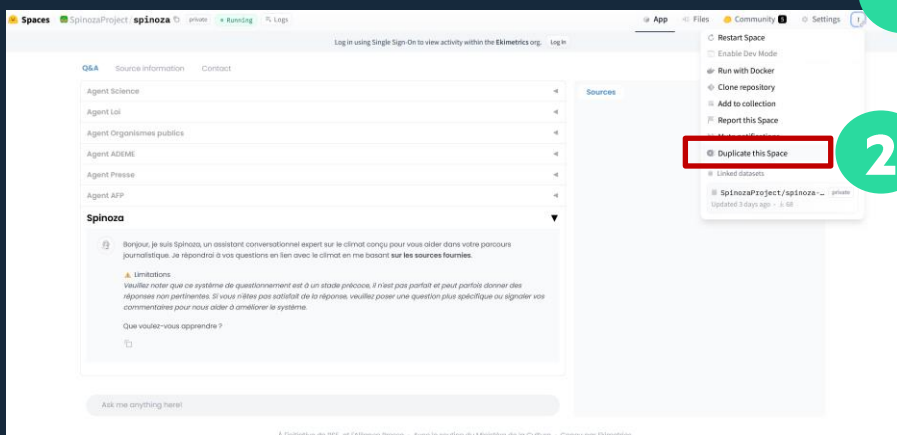 Spaces SpinozaProject/spinoza private Running Logs App Files Community Settings
Log in using Single Sign-On to view activity within the Ekimetrics org. Log in
Restart Space
Enable Dev Mode
Run with Docker
Clone repository
Add to collection
Report this Space
Mute notifications
Duplicate this Space
2
Linked datasets
SpinozaProject/spinoza-… private
Updated 3 days ago
68
Q&A Source information Contact
Agent Science
Agent Loi
Agent Organismes publics
Agent ADEME
Agent Presse
Agent AFP
Spinoza
Bonjour, je suis Spinoza, un assistant conversationnel expert sur le climat conçu pour vous aider dans votre parcours
journalistique. Je répondrai à vos questions en lien avec le climat en me basant sur les sources fournies.
Limitations
Veuillez noter que ce système de questionnement est à un stade précoce, il n'est pas parfait et peut parfois donner des
réponses non pertinentes. Si vous n'êtes pas satisfait de la réponse, veuillez poser une question plus spécifique ou signaler vos
commentaires pour nous aider à améliorer le système.
Que voulez-vous apprendre ?
Sources
Ask me anything here!